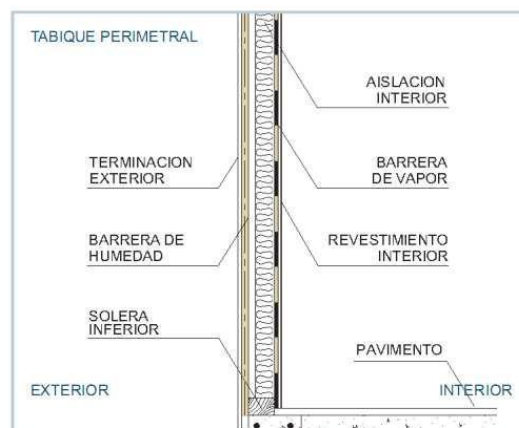 TABIQUE PERIMETRAL
AISLACION
INTERIOR
TERMINACION
EXTERIOR
BARRERA
DE VAPOR
BARRERA DE
HUMEDAD
REVESTIMIENTO
INTERIOR
SOLERA
INFERIOR
PAVIMENTO
EXTERIOR
INTERIOR